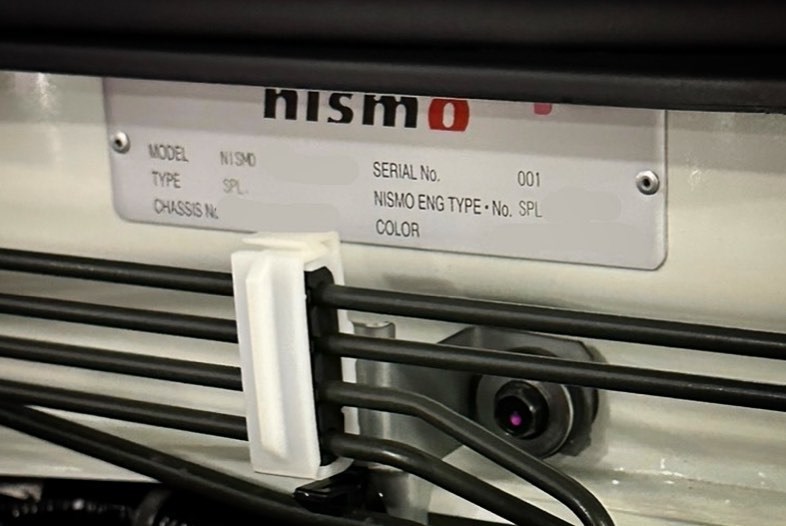 nismo
MODEL NISMO
TYPE SPL.
CHASSIS No
SERIAL No. 001
NISMO ENG TYPE・No. SPL
COLOR